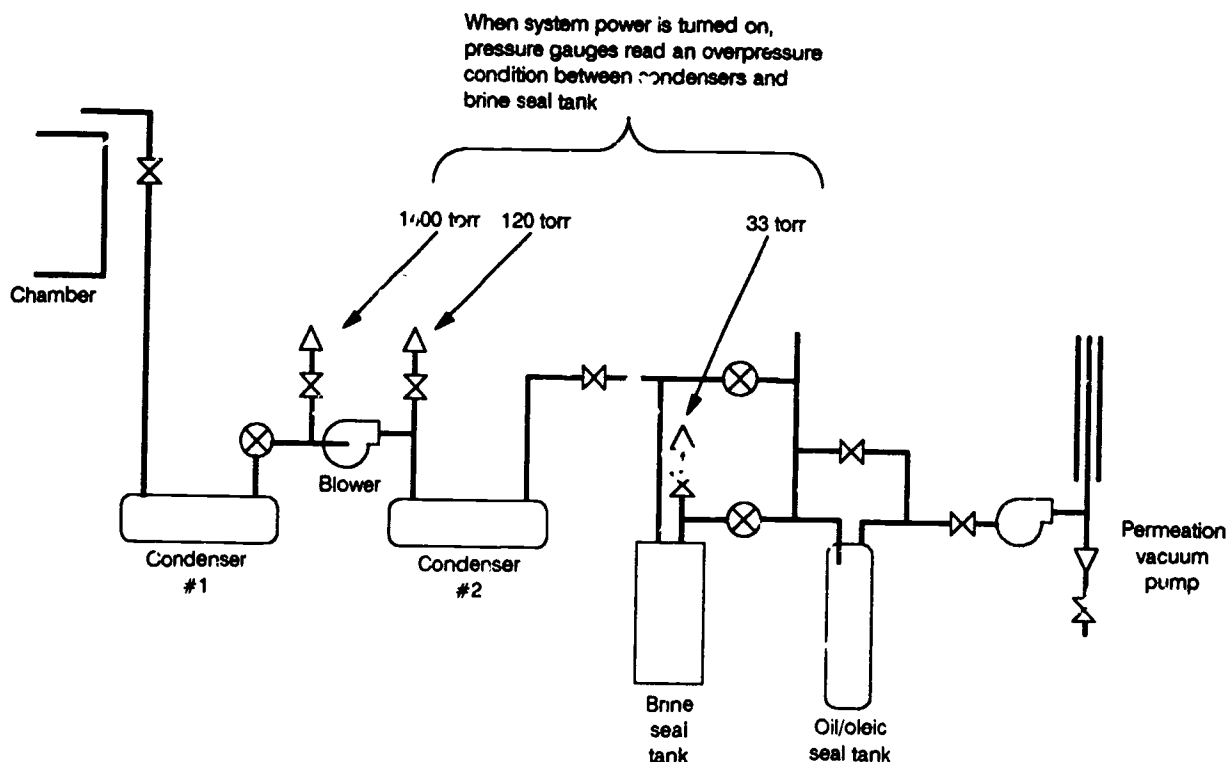 When system power is turned on,
pressure gauges read an overpressure
condition between condensers and
brine seal tank
torr 120 torr 33 torr
Chamber
Blower
Condenser
#1
Condenser
#2
Permeation
vacuum
pump
Brine
seal
tank
Oil/oleic
seal tank